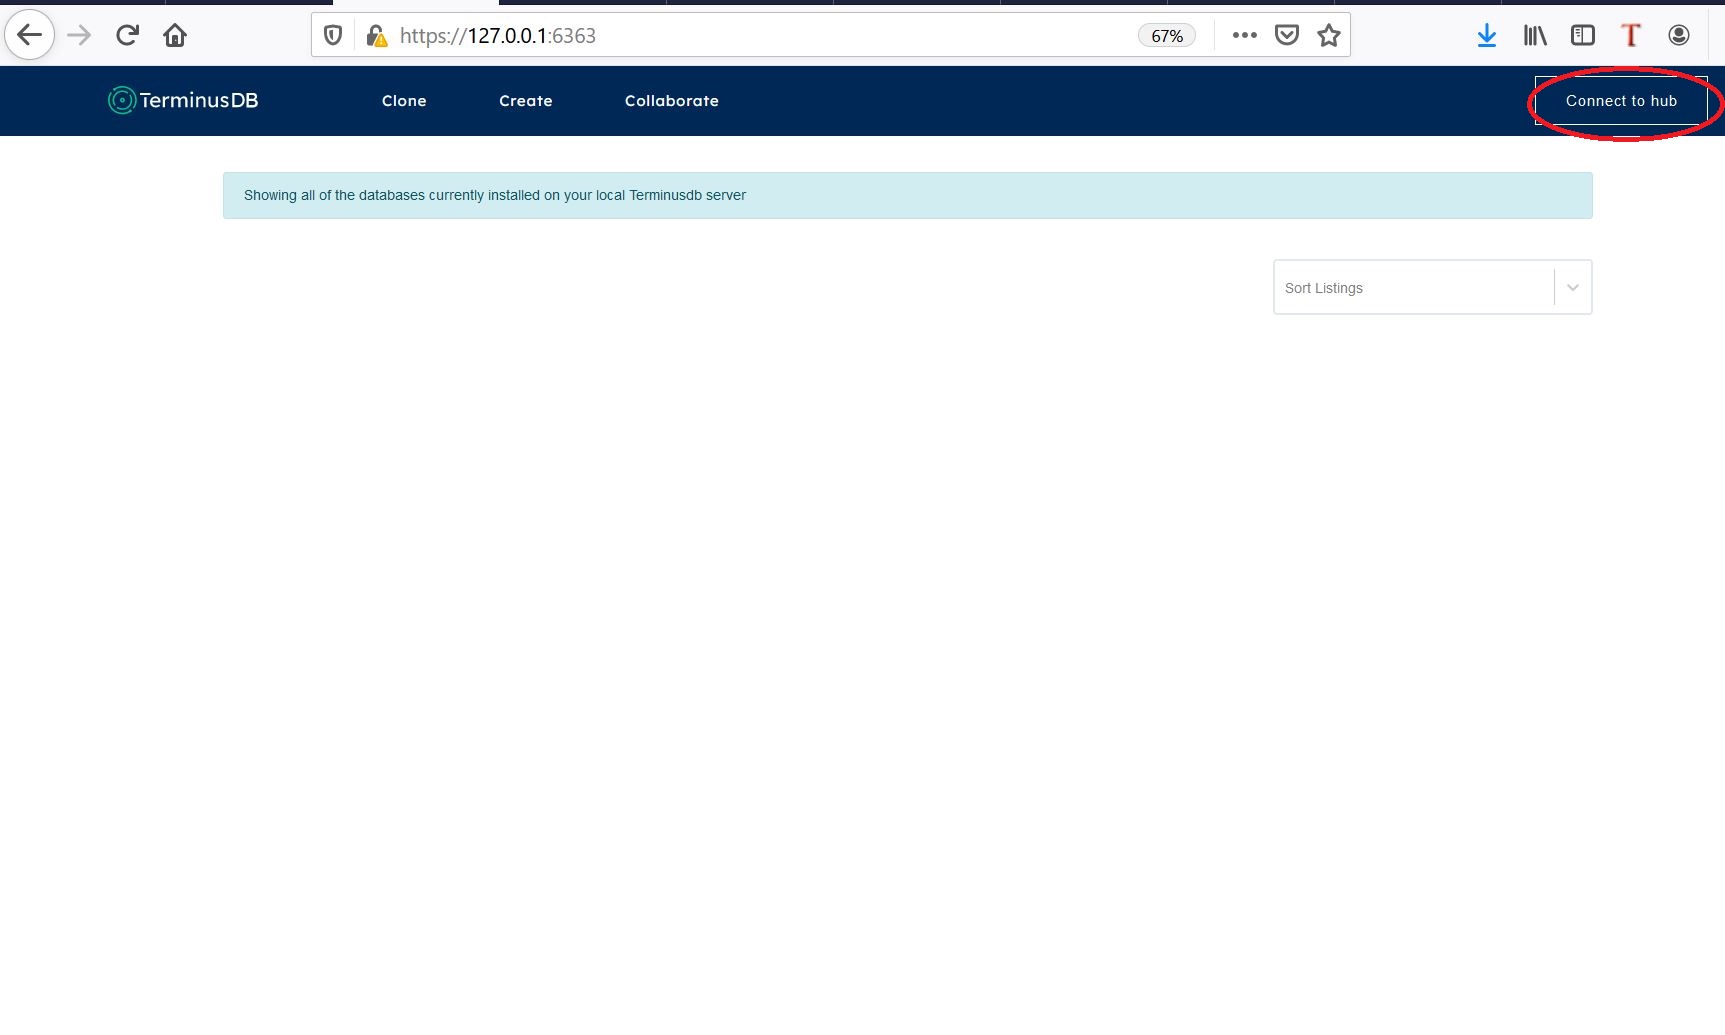 https://127.0.0.1:6363
67%
T
TerminusDB
Clone
Create
Collaborate
Connect to hub
Showing all of the databases currently installed on your local Terminusdb server
Sort Listings